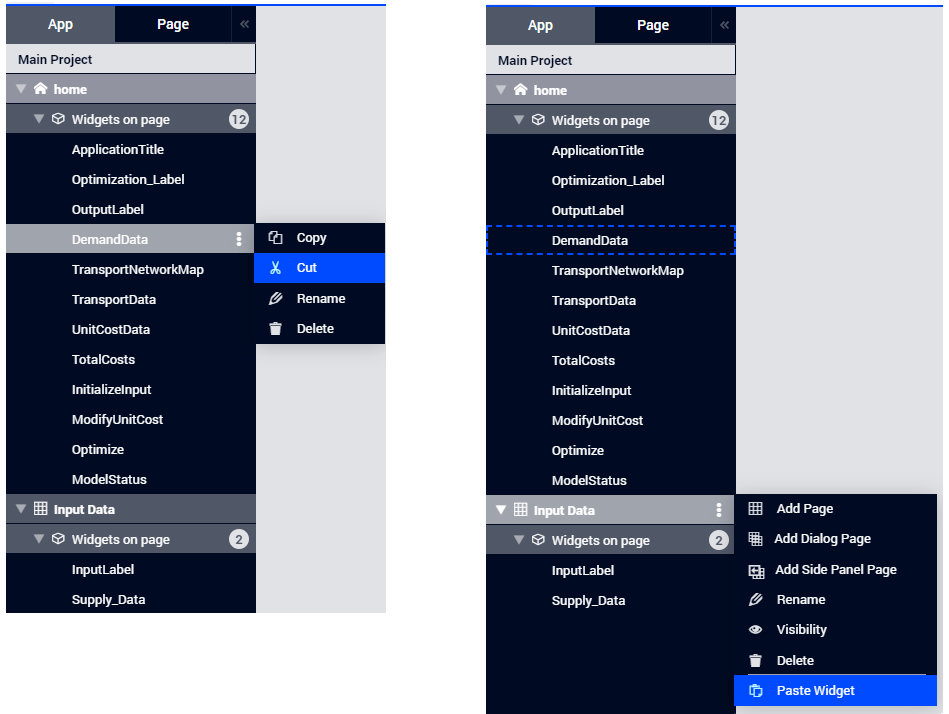 App Page «
Main Project
home
Widgets on page 12
ApplicationTitle
Optimization_Label
OutputLabel
DemandData
TransportNetworkMap
TransportData
UnitCostData
TotalCosts
InitializeInput
ModifyUnitCost
Optimize
ModelStatus
Input Data
Widgets on page 2
InputLabel
Supply_Data
Copy
Cut
Rename
Delete
App Page «
Main Project
home
Widgets on page 12
ApplicationTitle
Optimization_Label
OutputLabel
DemandData
TransportNetworkMap
TransportData
UnitCostData
TotalCosts
InitializeInput
ModifyUnitCost
Optimize
ModelStatus
Input Data
Widgets on page 2
InputLabel
Supply_Data
Add Page
Add Dialog Page
Add Side Panel Page
Rename
Visibility
Delete
Paste Widget